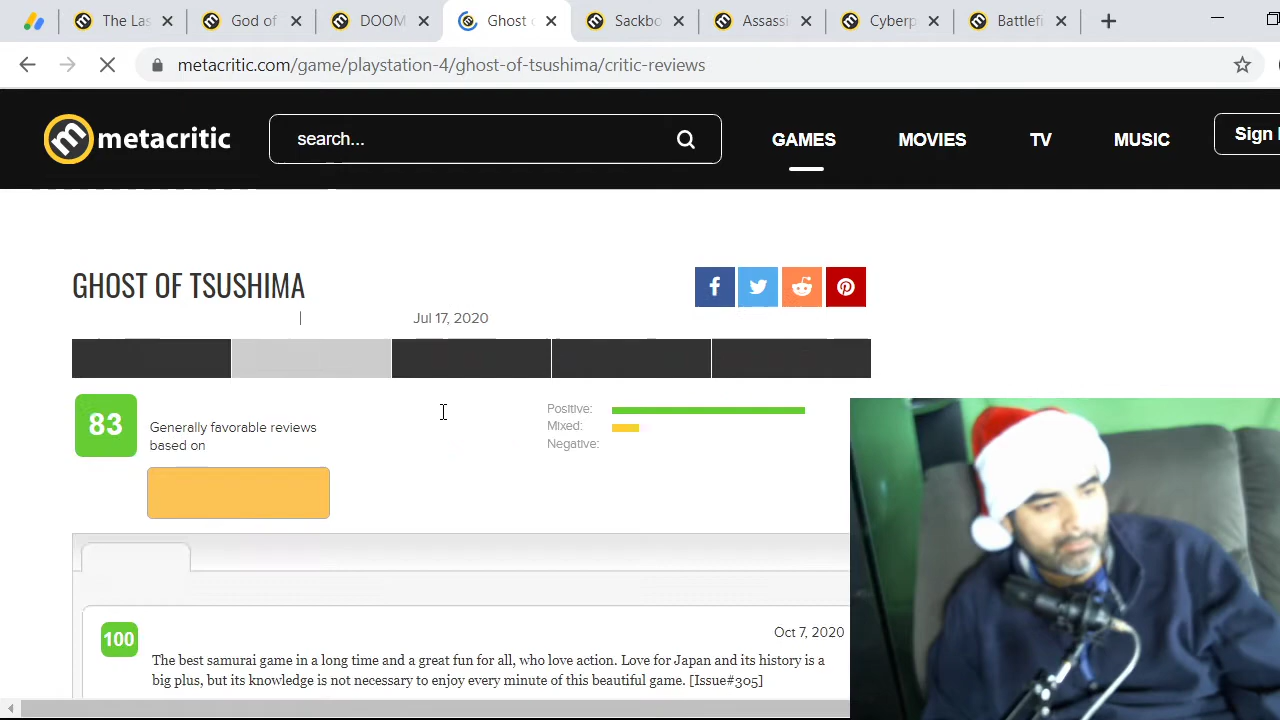 The Las
God of
DOOM
Ghost o
Sackbo
Assassi
Cyberp
Battlefi
metacritic.com/game/playstation-4/ghost-of-tsushima/critic-reviews
metacritic
search...
GAMES
MOVIES
TV
MUSIC
Sign I
GHOST OF TSUSHIMA
| Jul 17, 2020
83
Generally favorable reviews
based on
Positive:
Mixed:
Negative:
100
Oct 7, 2020
The best samurai game in a long time and a great fun for all, who love action. Love for Japan and its history is a
big plus, but its knowledge is not necessary to enjoy every minute of this beautiful game. [Issue#305]